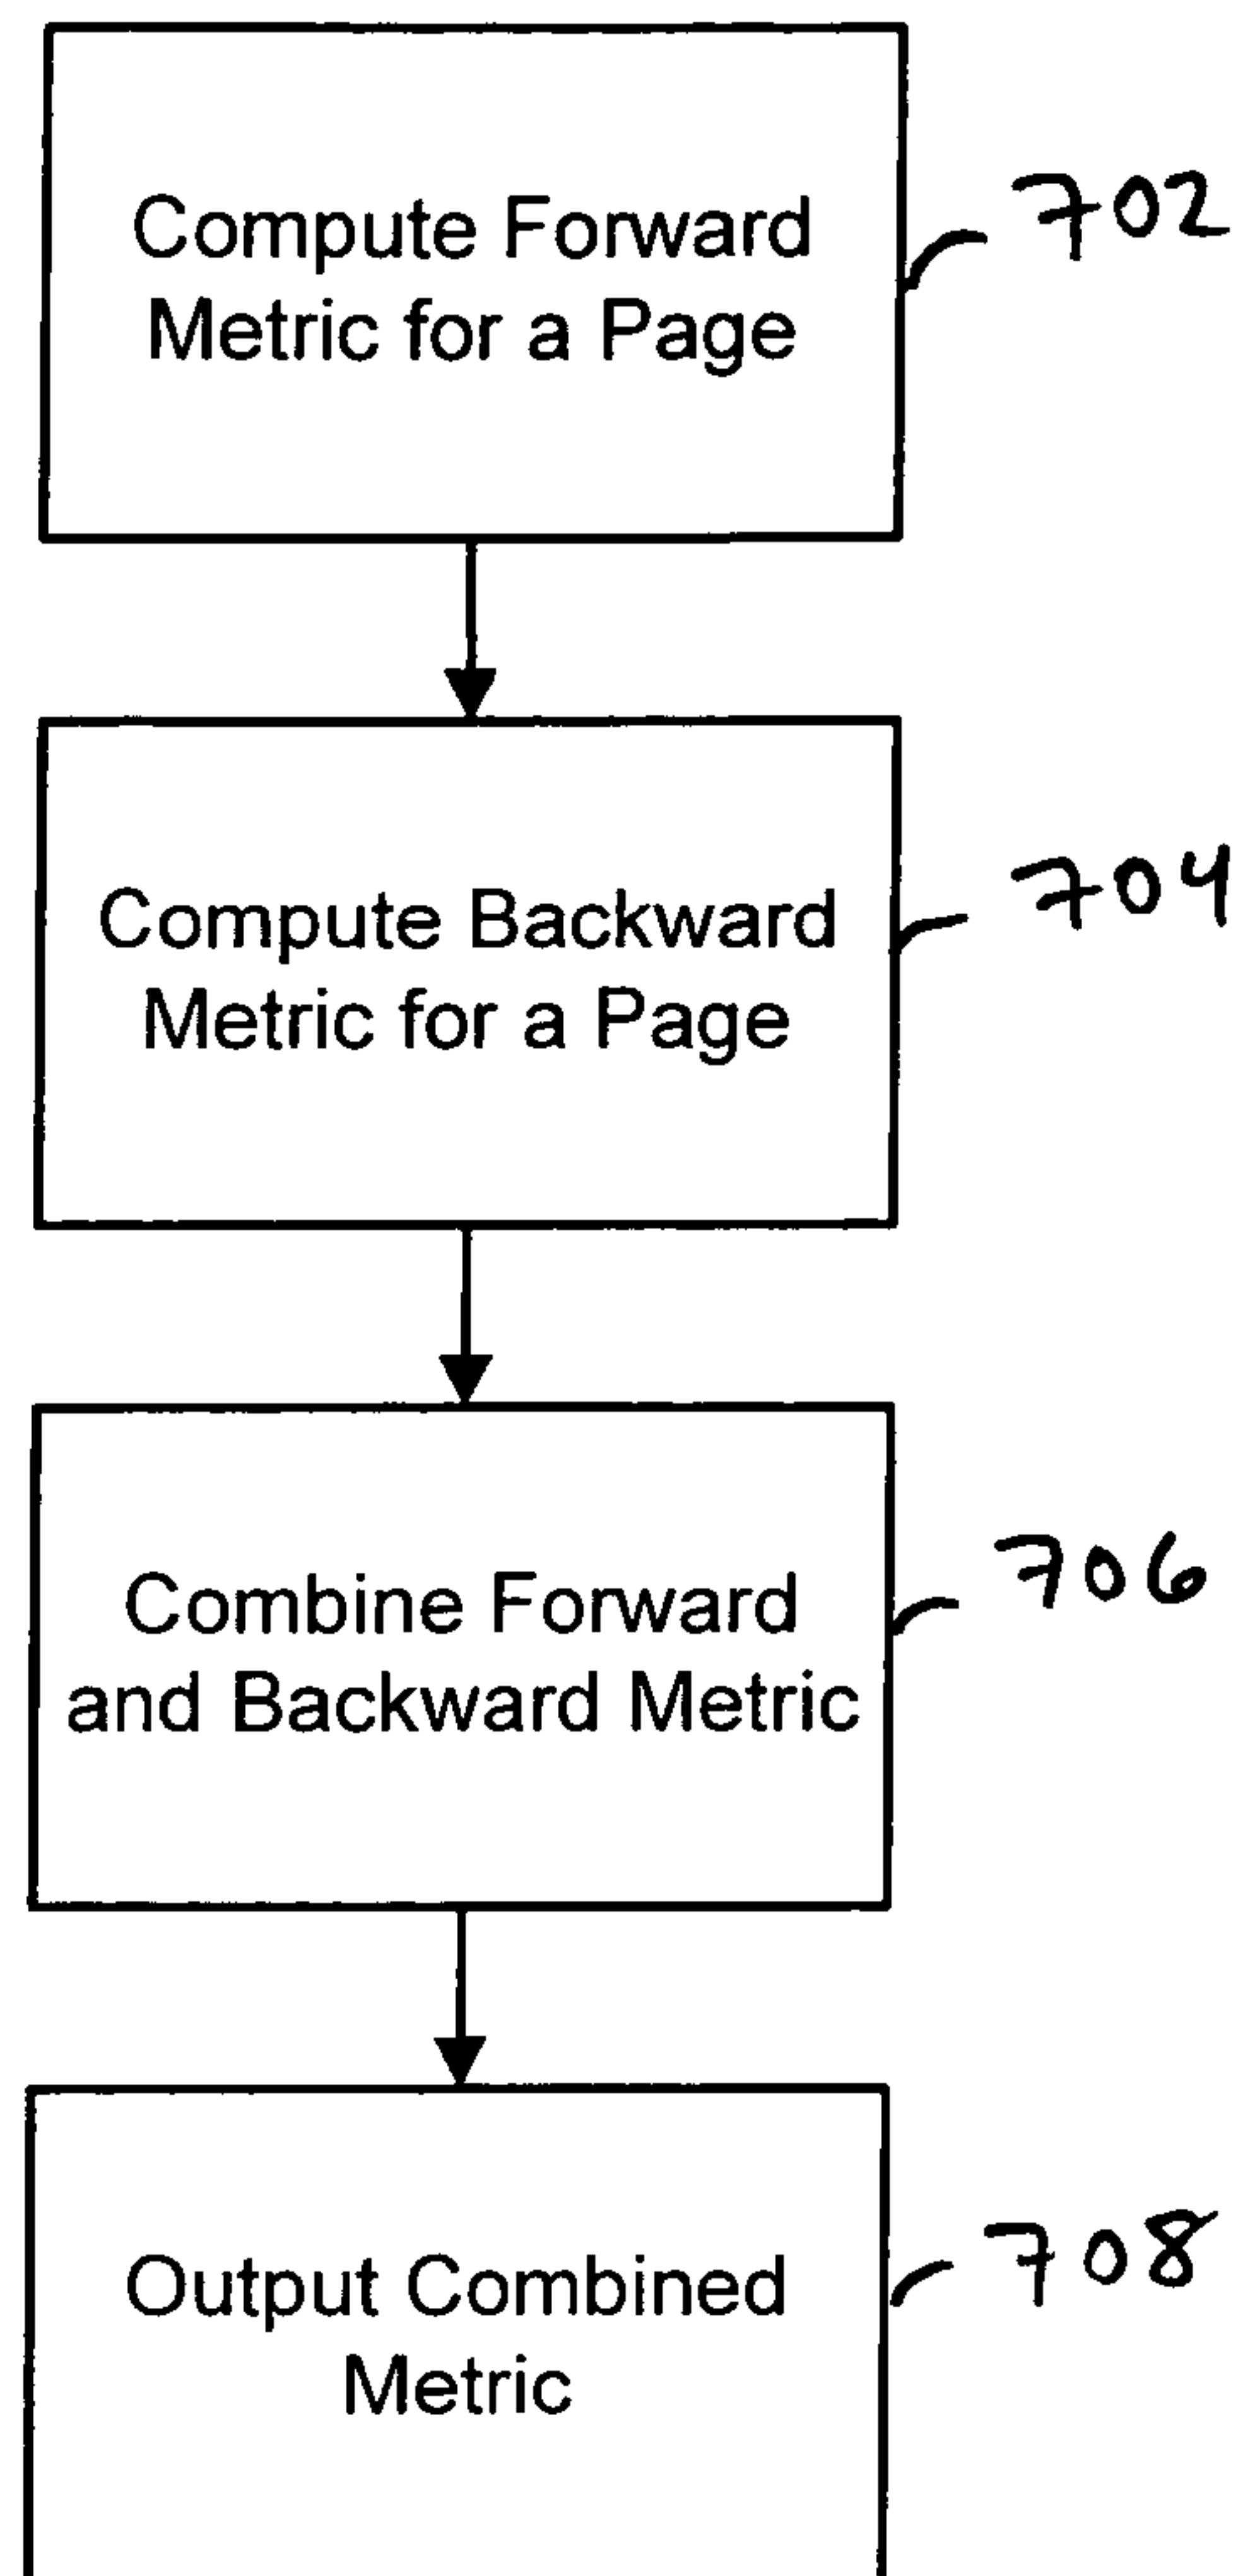 Compute Forward
Metric for a Page
702
Compute Backward
Metric for a Page
704
Combine Forward
and Backward Metric
706
Output Combined
Metric
708